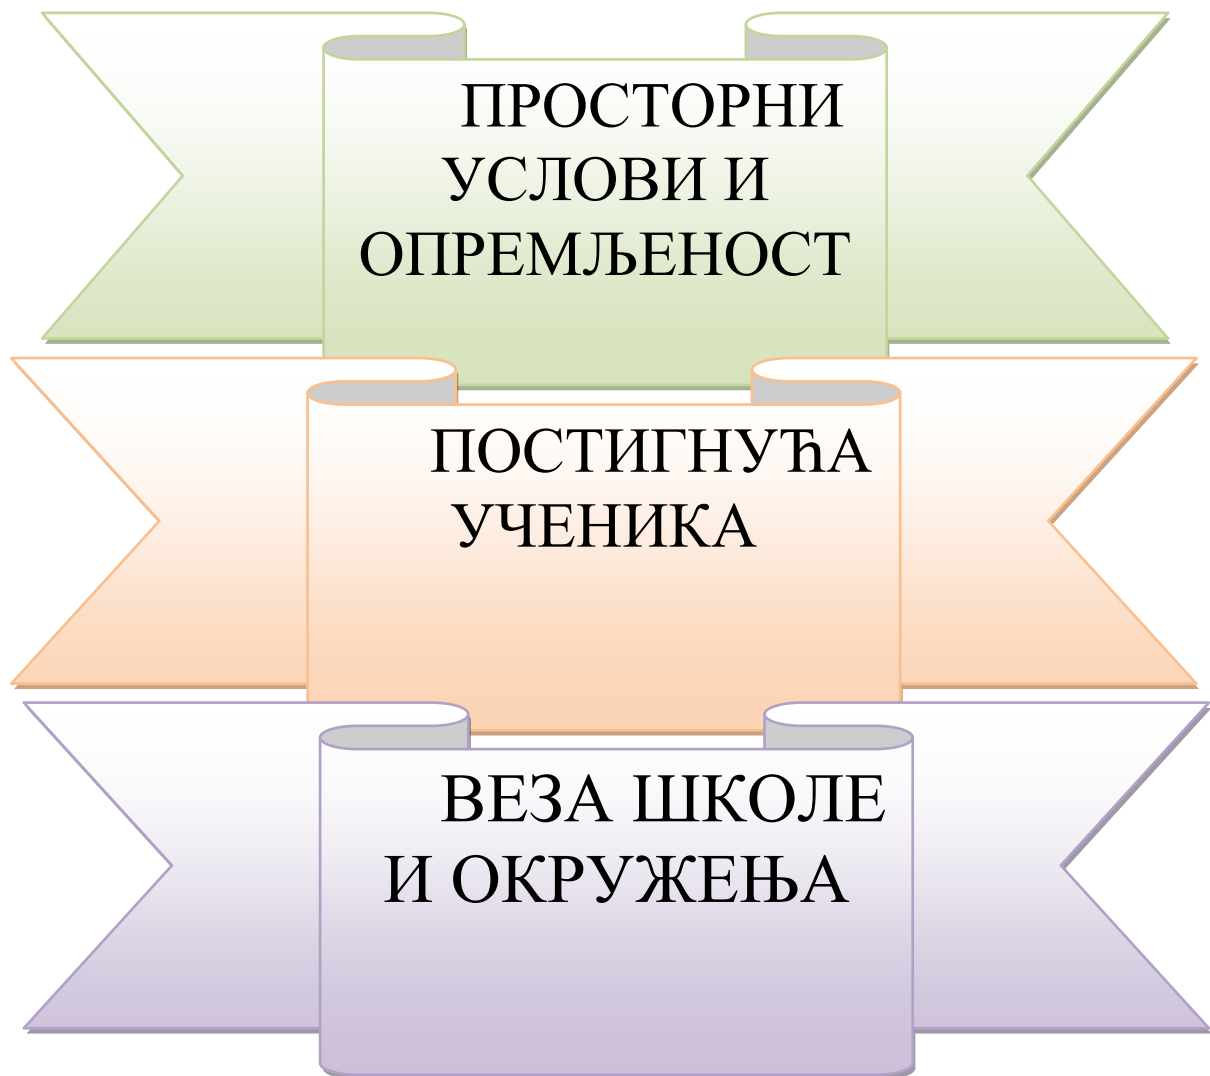 ПРОСТОРНИ
УСЛОВИ И
ОПРЕМЉЕНОСТ
ПОСТИГНУЋА
УЧЕНИКА
ВЕЗА ШКОЛЕ
И ОКРУЖЕЊА